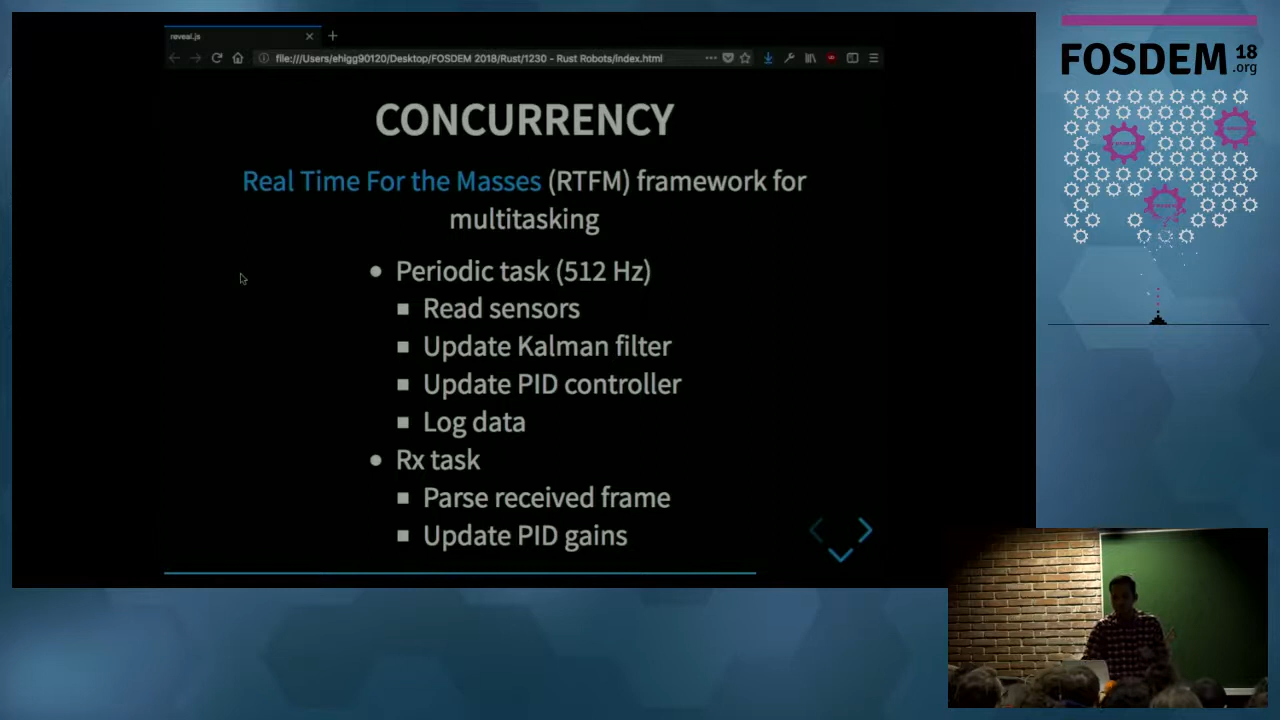 reveal.js
file:///Users/ehigg90120/Desktop/FOSDEM 2018/Rust/1230 - Rust Robots/index.html
CONCURRENCY
Real Time For the Masses (RTFM) framework for
multitasking
Periodic task (512 Hz)
Read sensors
Update Kalman filter
Update PID controller
Log data
Rx task
Parse received frame
Update PID gains
FOSDEM 18
.org